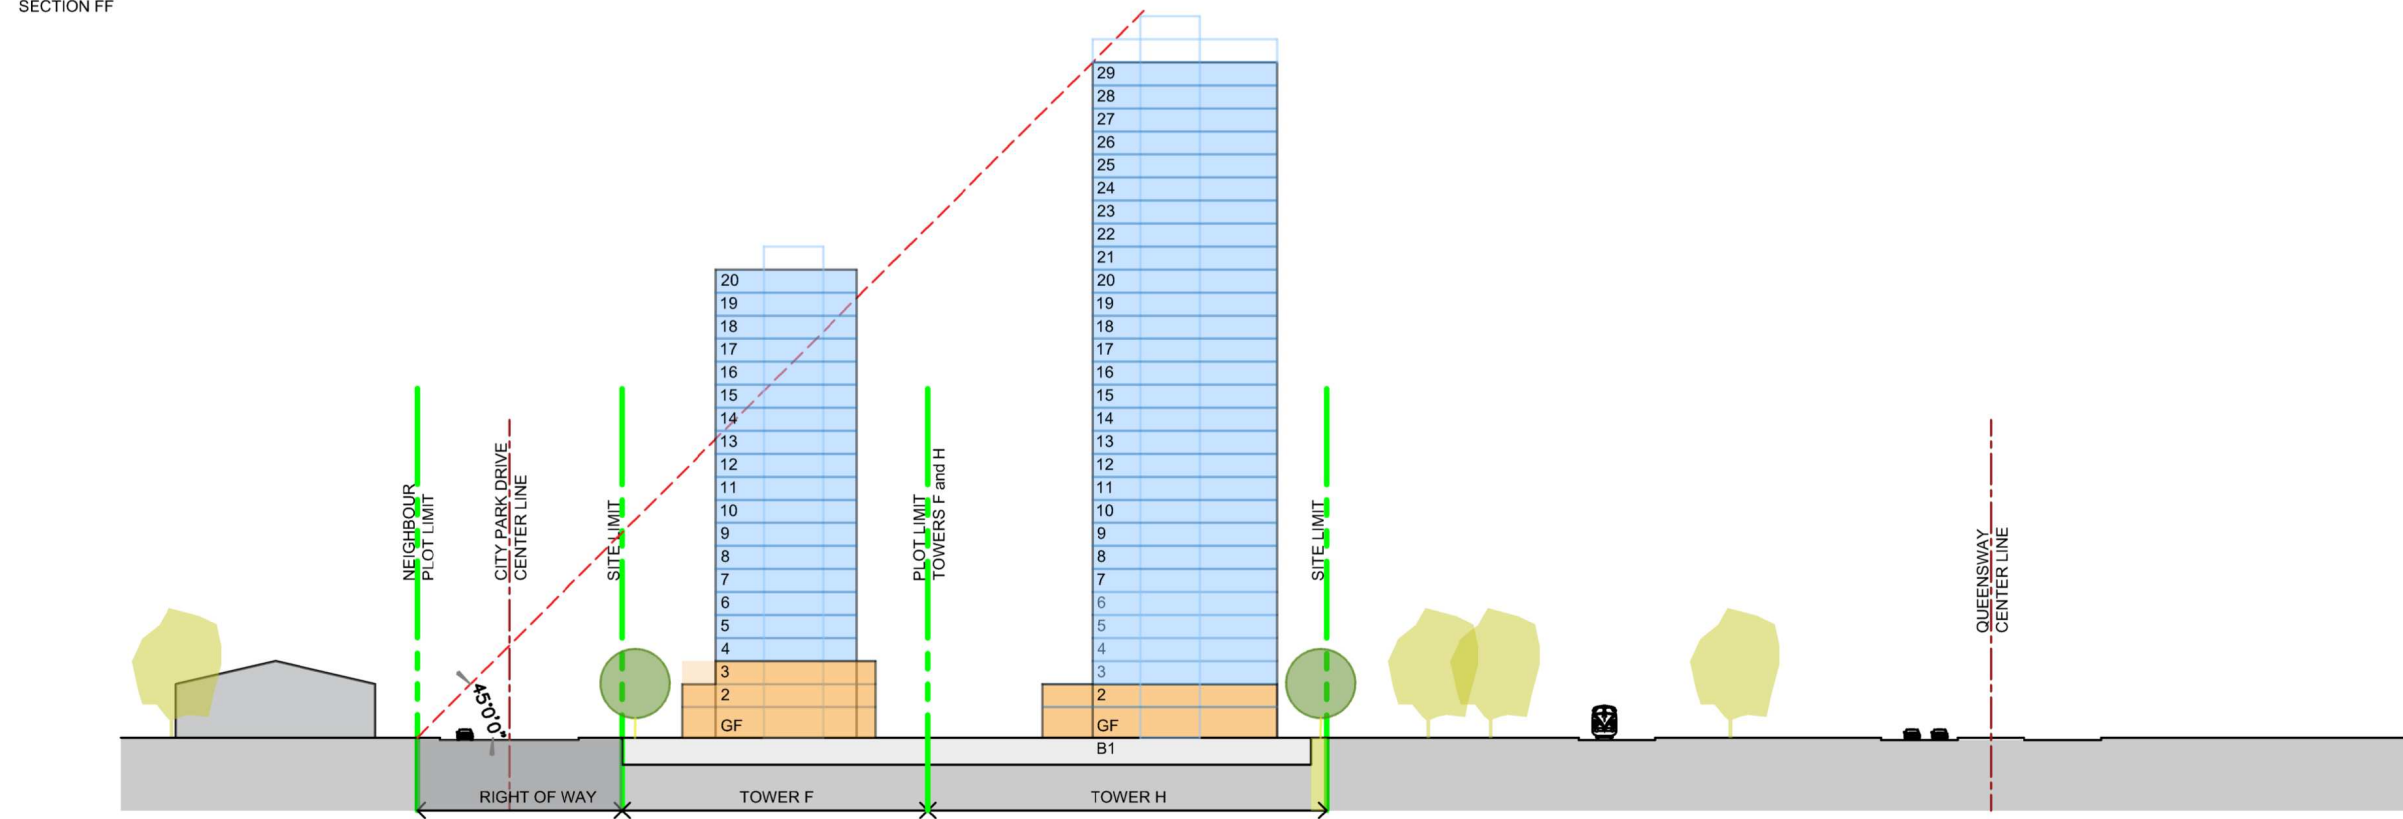 SECTION FF
29
28
27
26
25
24
23
22
21
20
19
18
17
16
15
14
13
12
11
10
9
8
7
6
5
4
3
2
GF
B1
20
19
18
17
16
15
14
13
12
11
10
9
8
7
6
5
4
3
2
GF
NEIGHBOUR
PLOT LIMIT
CITY PARK DRIVE
CENTER LINE
SITE LIMIT
PLOT LIMIT
TOWERS F and H
SITE LIMIT
QUEENSWAY
CENTER LINE
45°0'0"
RIGHT OF WAY
TOWER F
TOWER H